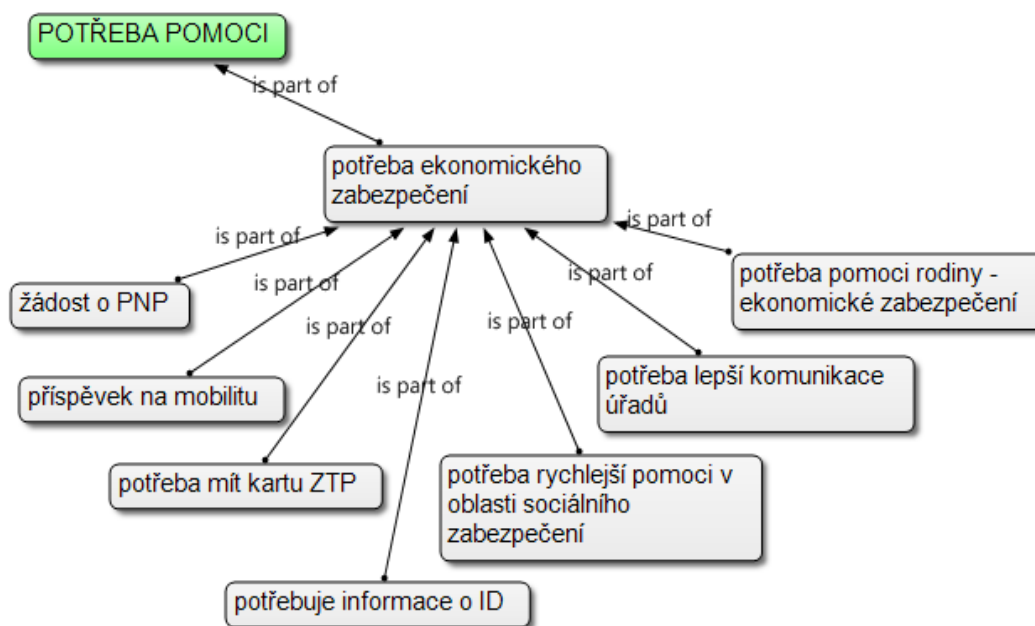 POTŘEBA POMOCI
is part of
potřeba ekonomického
zabezpečení
is part of
is part of
potřeba pomoci rodiny -
ekonomické zabezpečení
žádost o PNP
is part of
is part of
is part of
is part of
is part of
příspěvek na mobilitu
potřeba lepší komunikace
úřadů
potřeba mít kartu ZTP
potřeba rychlejší pomoci v
oblasti sociálního
zabezpečení
potřebuje informace o ID